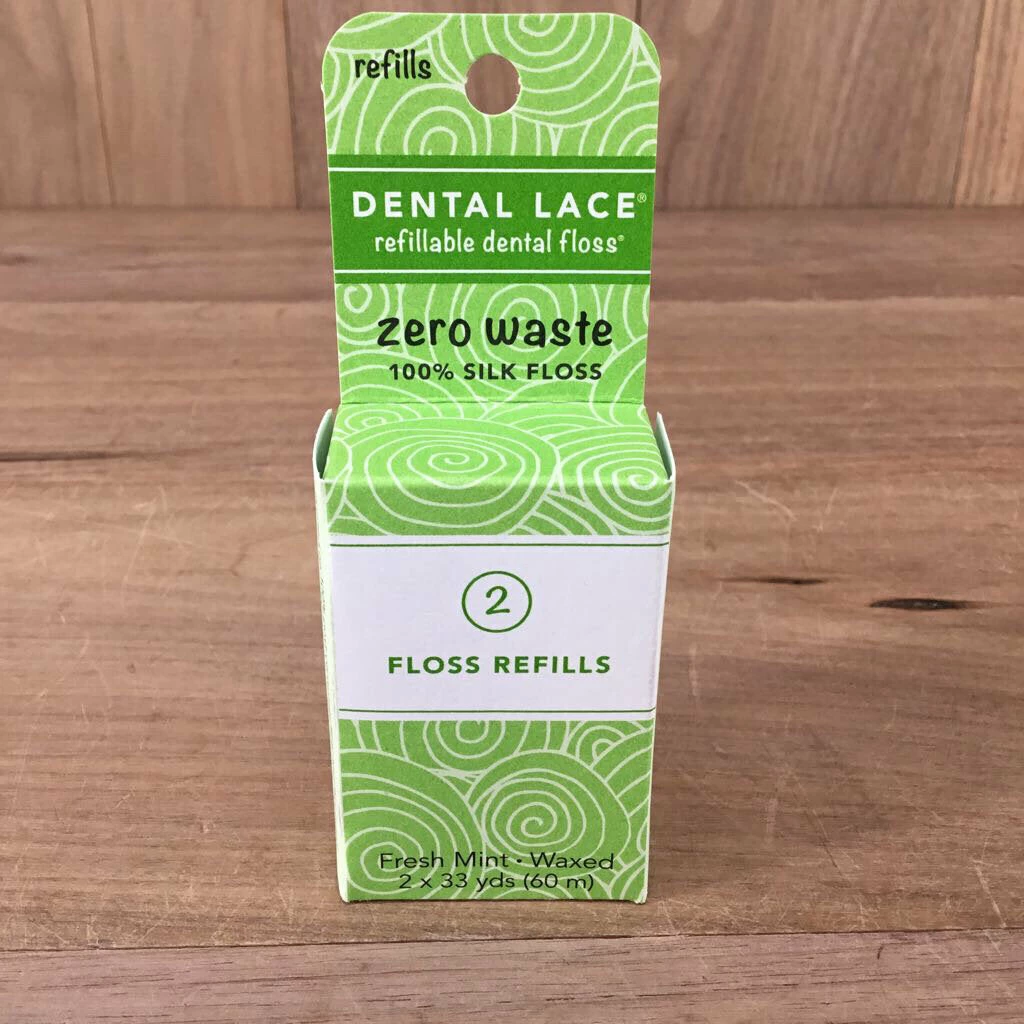 refills
DENTAL LACE®
refillable dental floss®
zero waste
100% SILK FLOSS
2
FLOSS REFILLS
Fresh Mint • Waxed
2 x 33 yds (60 m)